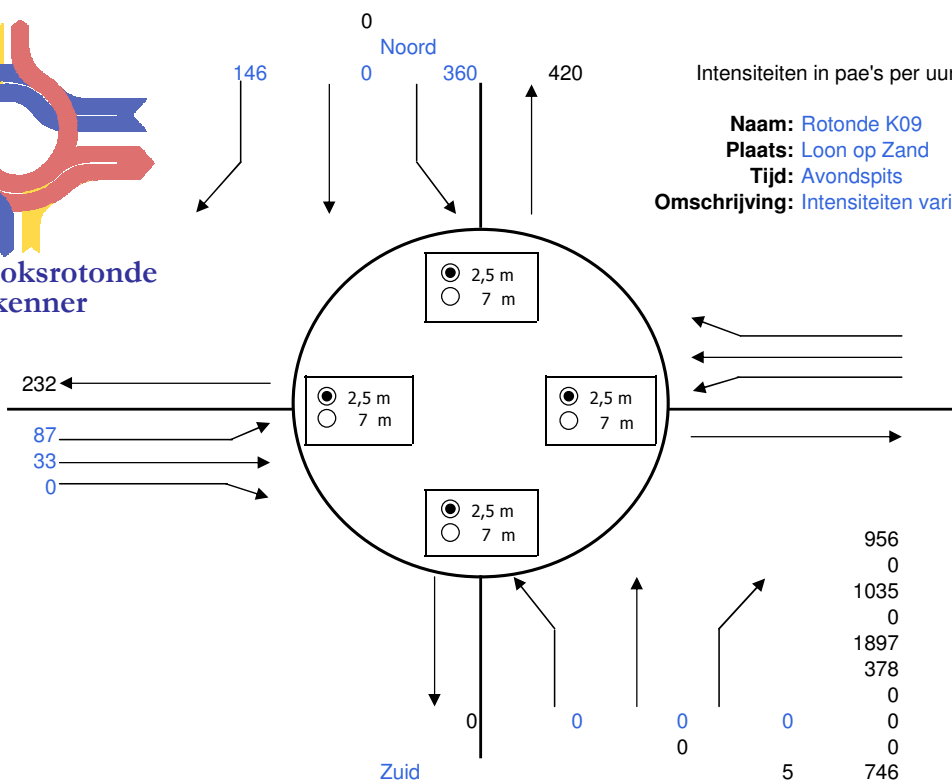 0
Noord
146 0 360 420 Intensiteiten in pae's per uur
Naam: Rotonde K09
Plaats: Loon op Zand
Tijd: Avondspits
Omschrijving: Intensiteiten vari
oksrotonde
kenner
2,5 m
7 m
232
2,5 m
7 m
2,5 m
7 m
87
33
0
2,5 m
7 m
956
0
1035
0
1897
378
0
0 0 0 0 0
0 0
Zuid 5 746